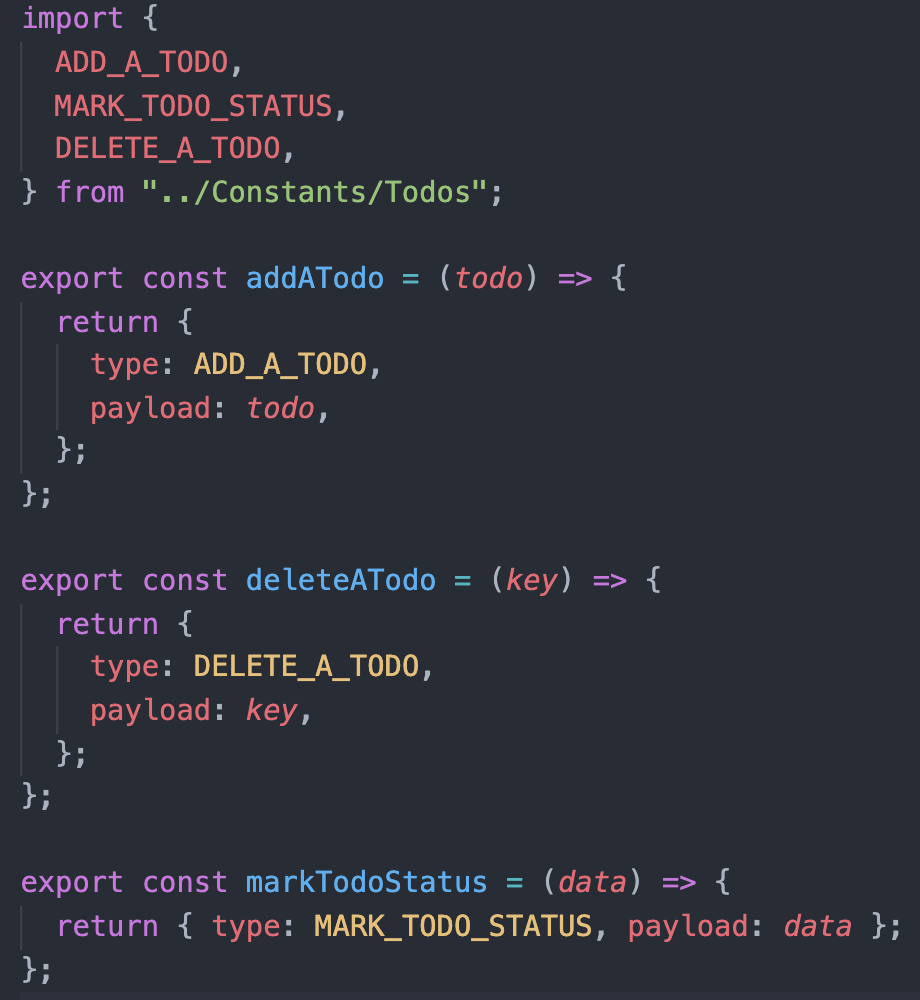 import {
  ADD_A_TODO,
  MARK_TODO_STATUS,
  DELETE_A_TODO,
} from "../Constants/Todos";

export const addATodo = (todo) => {
  return {
    type: ADD_A_TODO,
    payload: todo,
  };
};

export const deleteATodo = (key) => {
  return {
    type: DELETE_A_TODO,
    payload: key,
  };
};

export const markTodoStatus = (data) => {
  return { type: MARK_TODO_STATUS, payload: data };
};